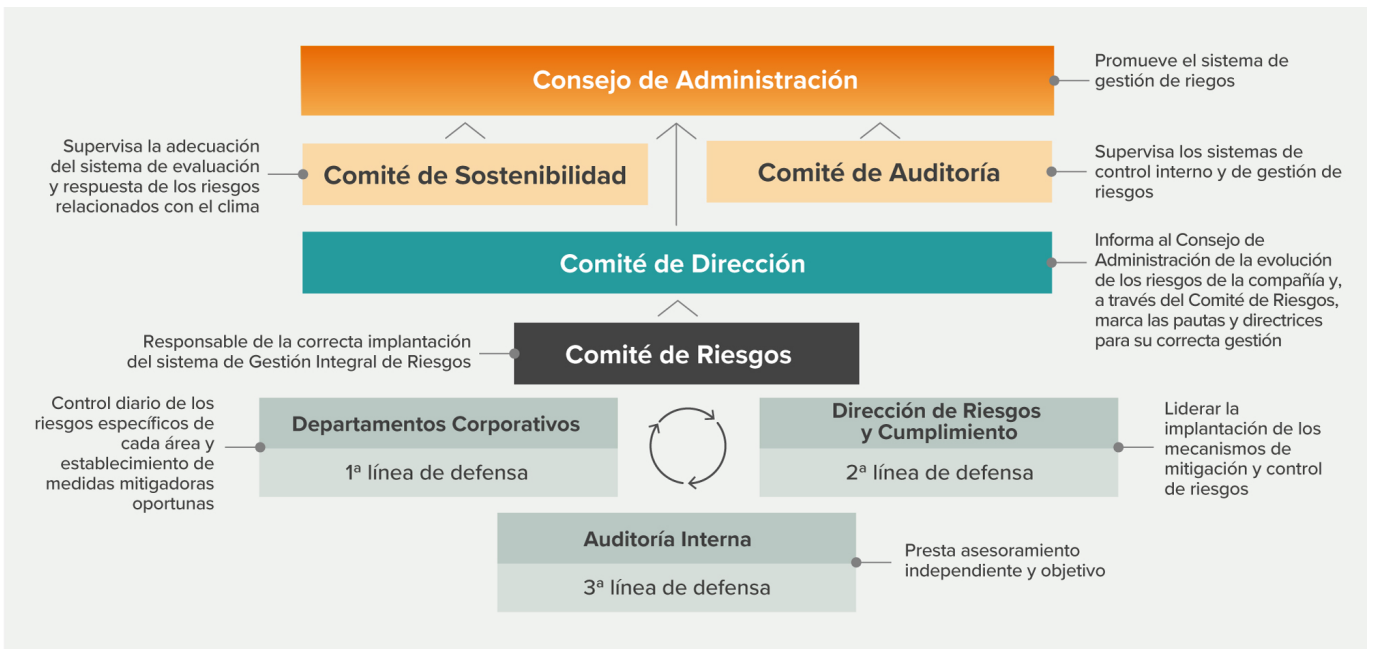 Consejo de Administración
Promueve el sistema de
gestión de riegos
Supervisa la adecuación
del sistema de evaluación
y respuesta de los riesgos
relacionados con el clima
Comité de Sostenibilidad
Comité de Auditoría
Supervisa los sistemas de
control interno y de gestión de
riesgos
Comité de Dirección
Informa al Consejo de
Administración de la evolución
de los riesgos de la compañía y,
a través del Comité de Riesgos,
marca las pautas y directrices
para su correcta gestión
Responsable de la correcta implantación
del sistema de Gestión Integral de Riesgos
Comité de Riesgos
Control diario de los
riesgos específicos de
cada área y
establecimiento de
medidas mitigadoras
oportunas
Departamentos Corporativos
1ª línea de defensa
Dirección de Riesgos
y Cumplimiento
2ª línea de defensa
Liderar la
implantación de los
mecanismos de
mitigación y control
de riesgos
Auditoría Interna
3ª línea de defensa
Presta asesoramiento
independiente y objetivo